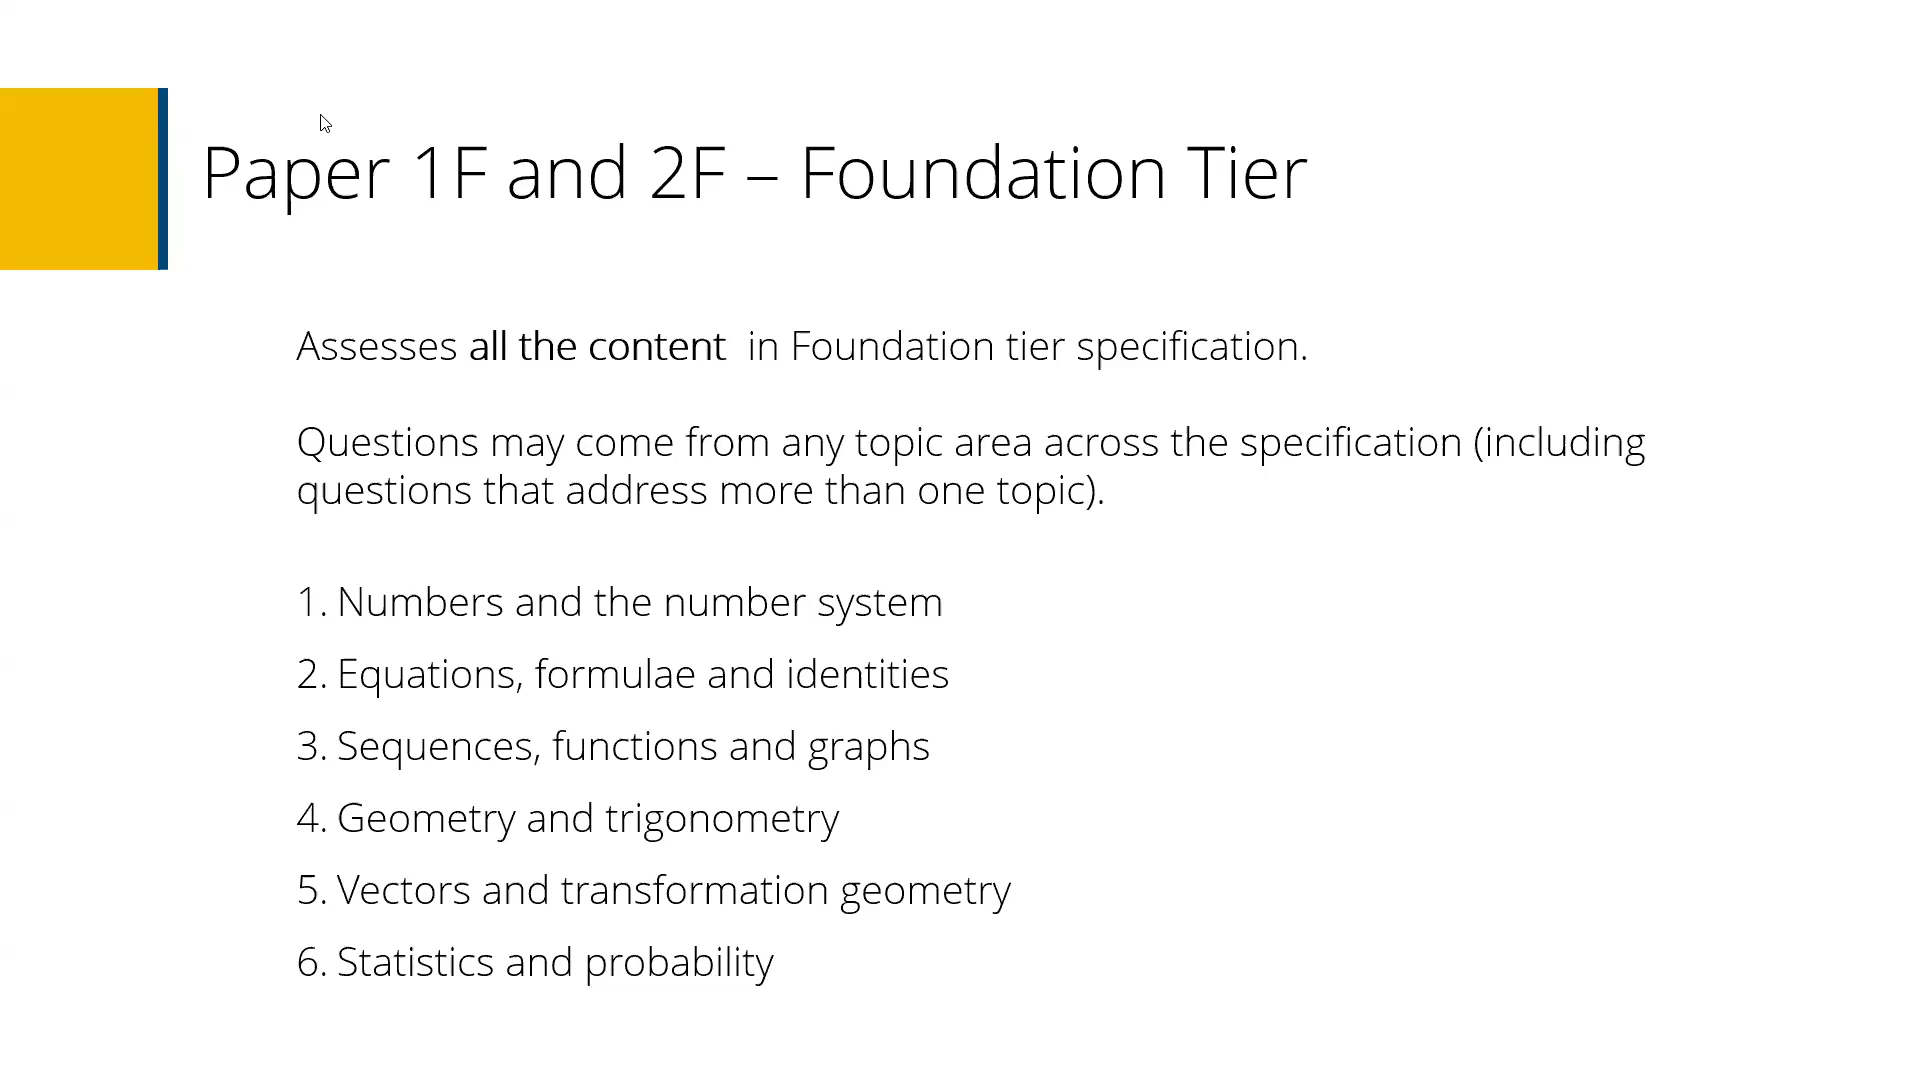 Paper 1F and 2F – Foundation Tier
Assesses all the content in Foundation tier specification.
Questions may come from any topic area across the specification (including
questions that address more than one topic).
1. Numbers and the number system
2. Equations, formulae and identities
3. Sequences, functions and graphs
4. Geometry and trigonometry
5. Vectors and transformation geometry
6. Statistics and probability